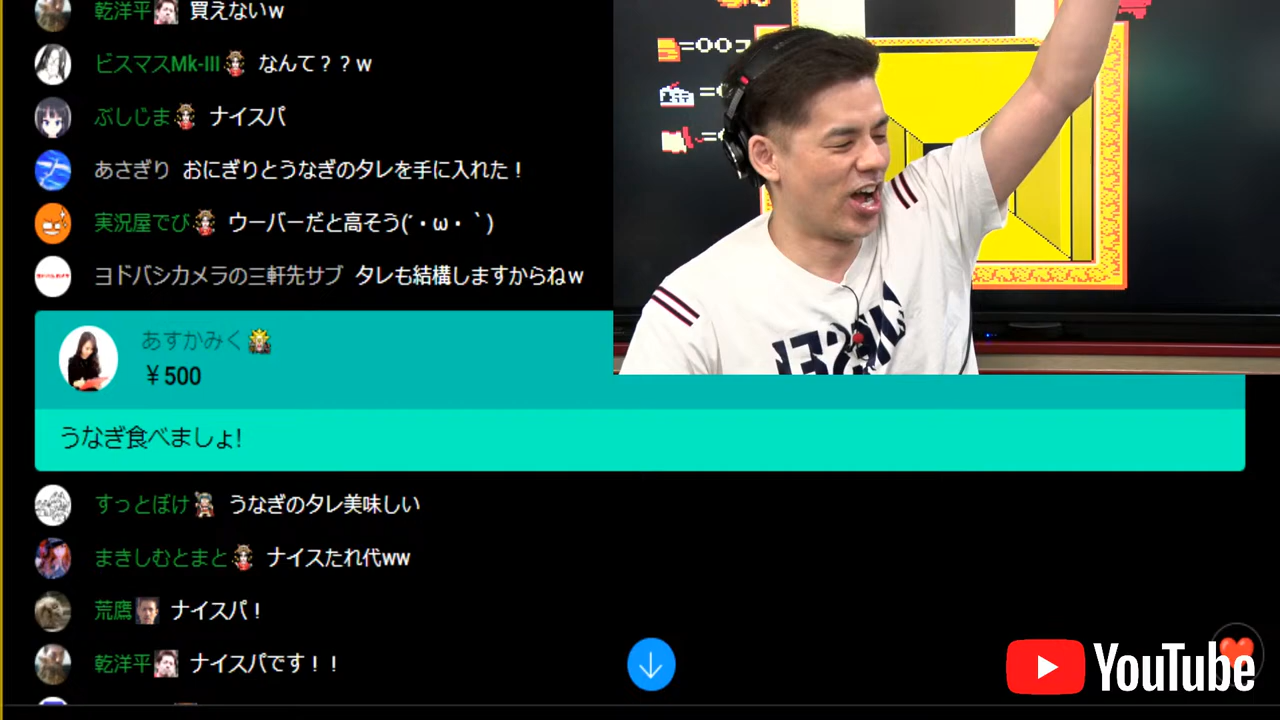 乾洋平 買えないw
ビスマスMk-III なんて？？w
ぶしじま ナイスパ
あさぎり おにぎりとうなぎのタレを手に入れた！
実況屋でび ウーバーだと高そう(´・ω・｀)
ヨドバシカメラの三軒先サブ タレも結構しますからねw
あすかみく
￥500
うなぎ食べましょ!
すっとぼけ うなぎのタレ美味しい
まきしむとまと ナイスたれ代ww
荒鷹 ナイスパ！
乾洋平 ナイスパです！！
YouTube